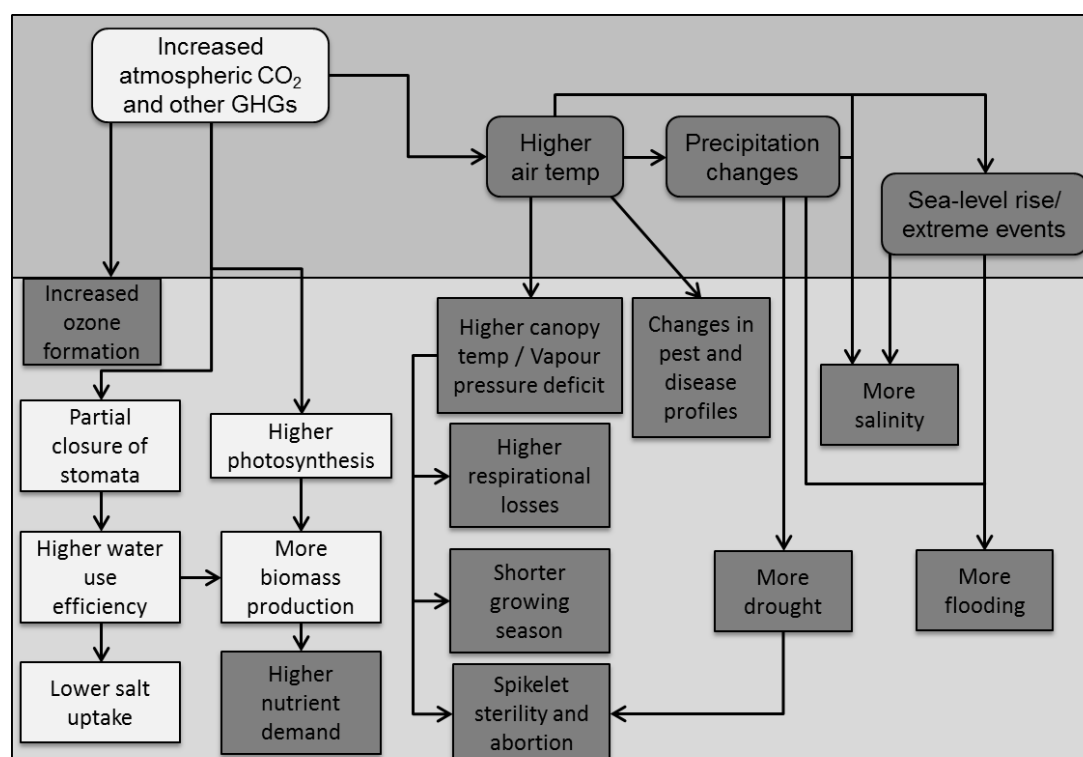 Increased
atmospheric CO₂
and other GHGs
Higher
air temp
Precipitation
changes
Sea-level rise/
extreme events
Increased
ozone
formation
Higher canopy
temp / Vapour
pressure deficit
Changes in
pest and
disease
profiles
More
salinity
Partial
closure of
stomata
Higher
photosynthesis
Higher
respirational
losses
Higher water
use
efficiency
More
biomass
production
Shorter
growing
season
More
drought
More
flooding
Lower salt
uptake
Higher
nutrient
demand
Spikelet
sterility and
abortion